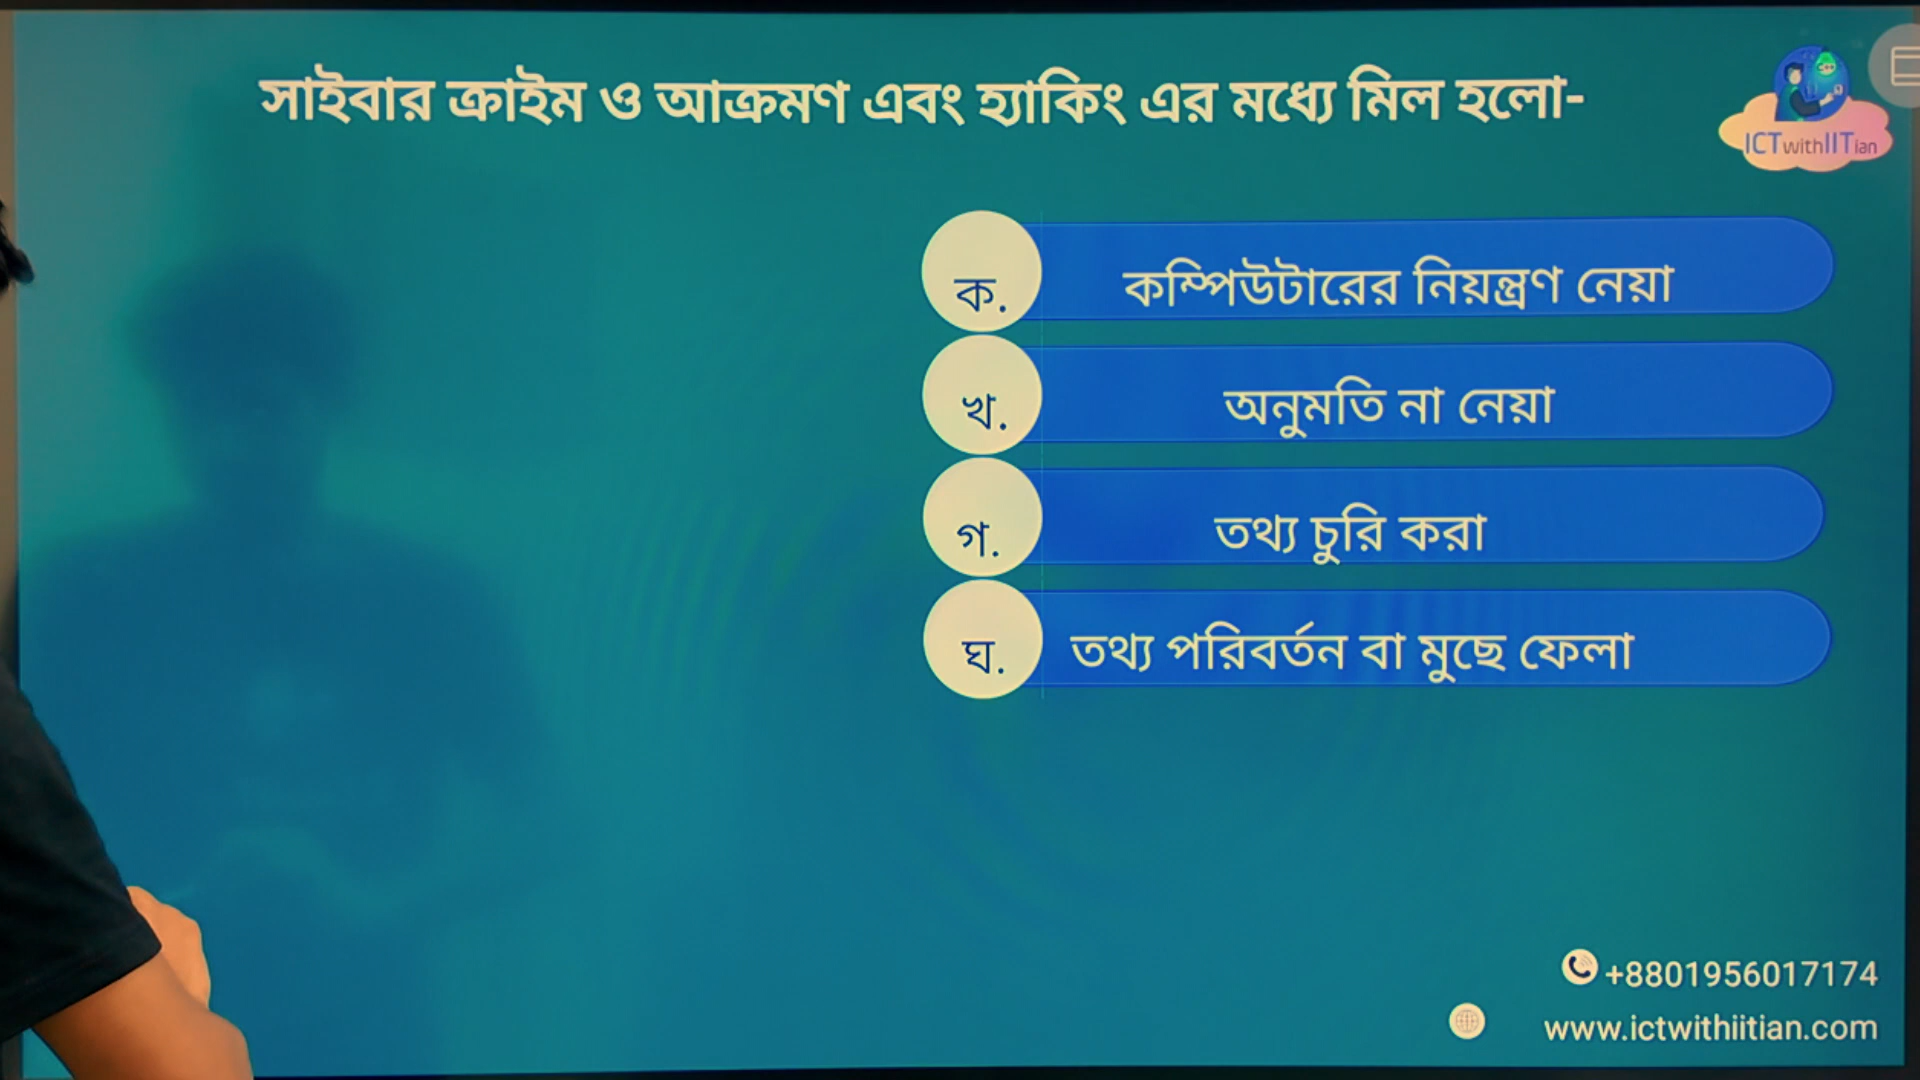 সাইবার ক্রাইম ও আক্রমণ এবং হ্যাকিং এর মধ্যে মিল হলো-
ICTwithIITian
ক. কম্পিউটারের নিয়ন্ত্রণ নেয়া
খ. অনুমতি না নেয়া
গ. তথ্য চুরি করা
ঘ. তথ্য পরিবর্তন বা মুছে ফেলা
+8801956017174
www.ictwithiitian.com